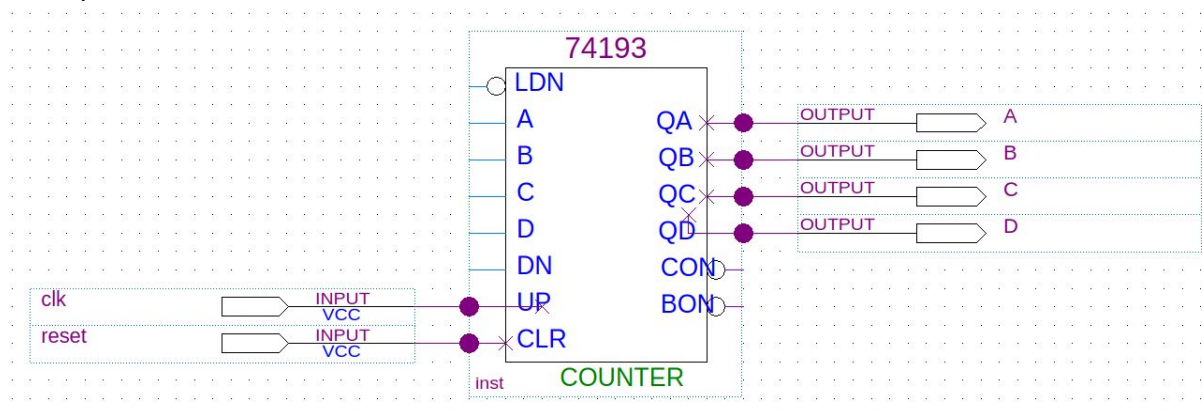 74193
LDN
A
B
C
D
DN
UP
CLR
QA
QB
QC
QD
CON
BON
COUNTER
inst
clk
INPUT
VCC
reset
INPUT
VCC
OUTPUT
A
OUTPUT
B
OUTPUT
C
OUTPUT
D